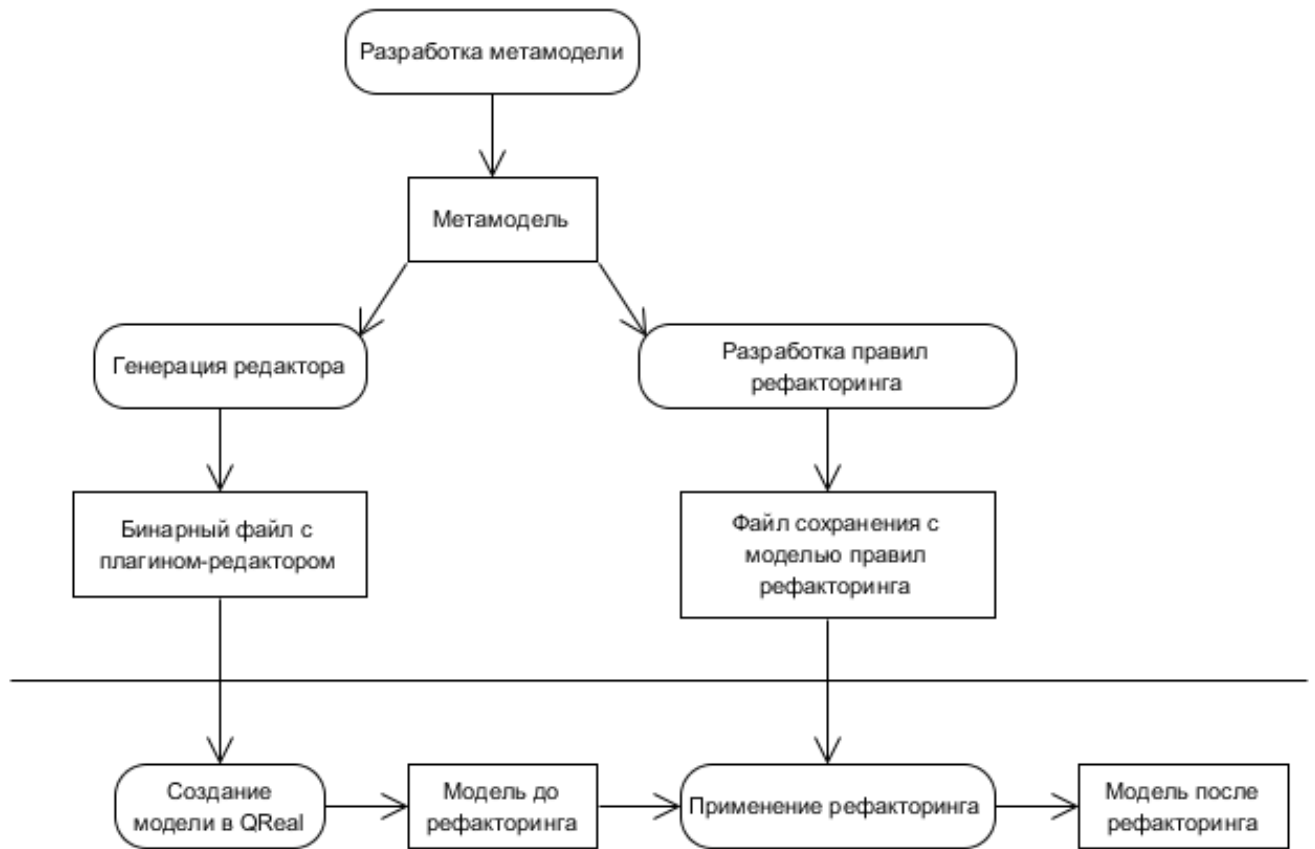 Разработка метамодели
Метамодель
Генерация редактора
Разработка правил
рефакторинга
Бинарный файл с
плагином-редактором
Файл сохранения с
моделью правил
рефакторинга
Создание
модели в QReal
Модель до
рефакторинга
Применение рефакторинга
Модель после
рефакторинга